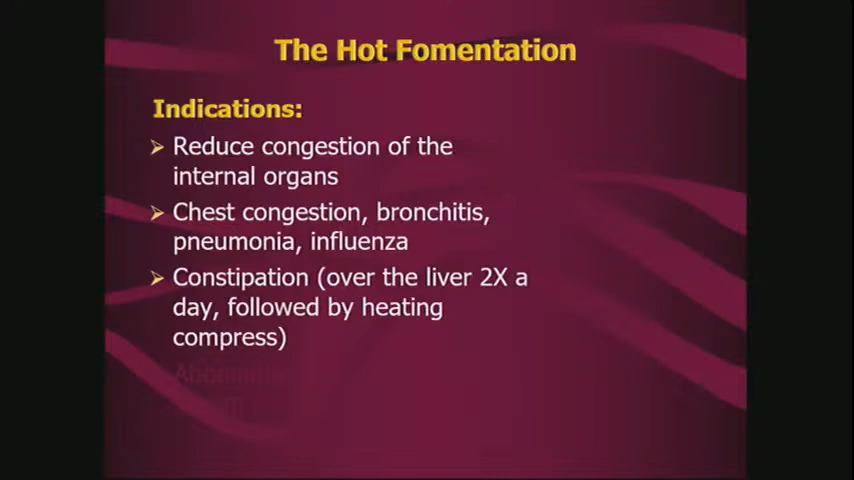 The Hot Fomentation
Indications:
Reduce congestion of the
internal organs
Chest congestion, bronchitis,
pneumonia, influenza
Constipation (over the liver 2X a
day, followed by heating
compress)